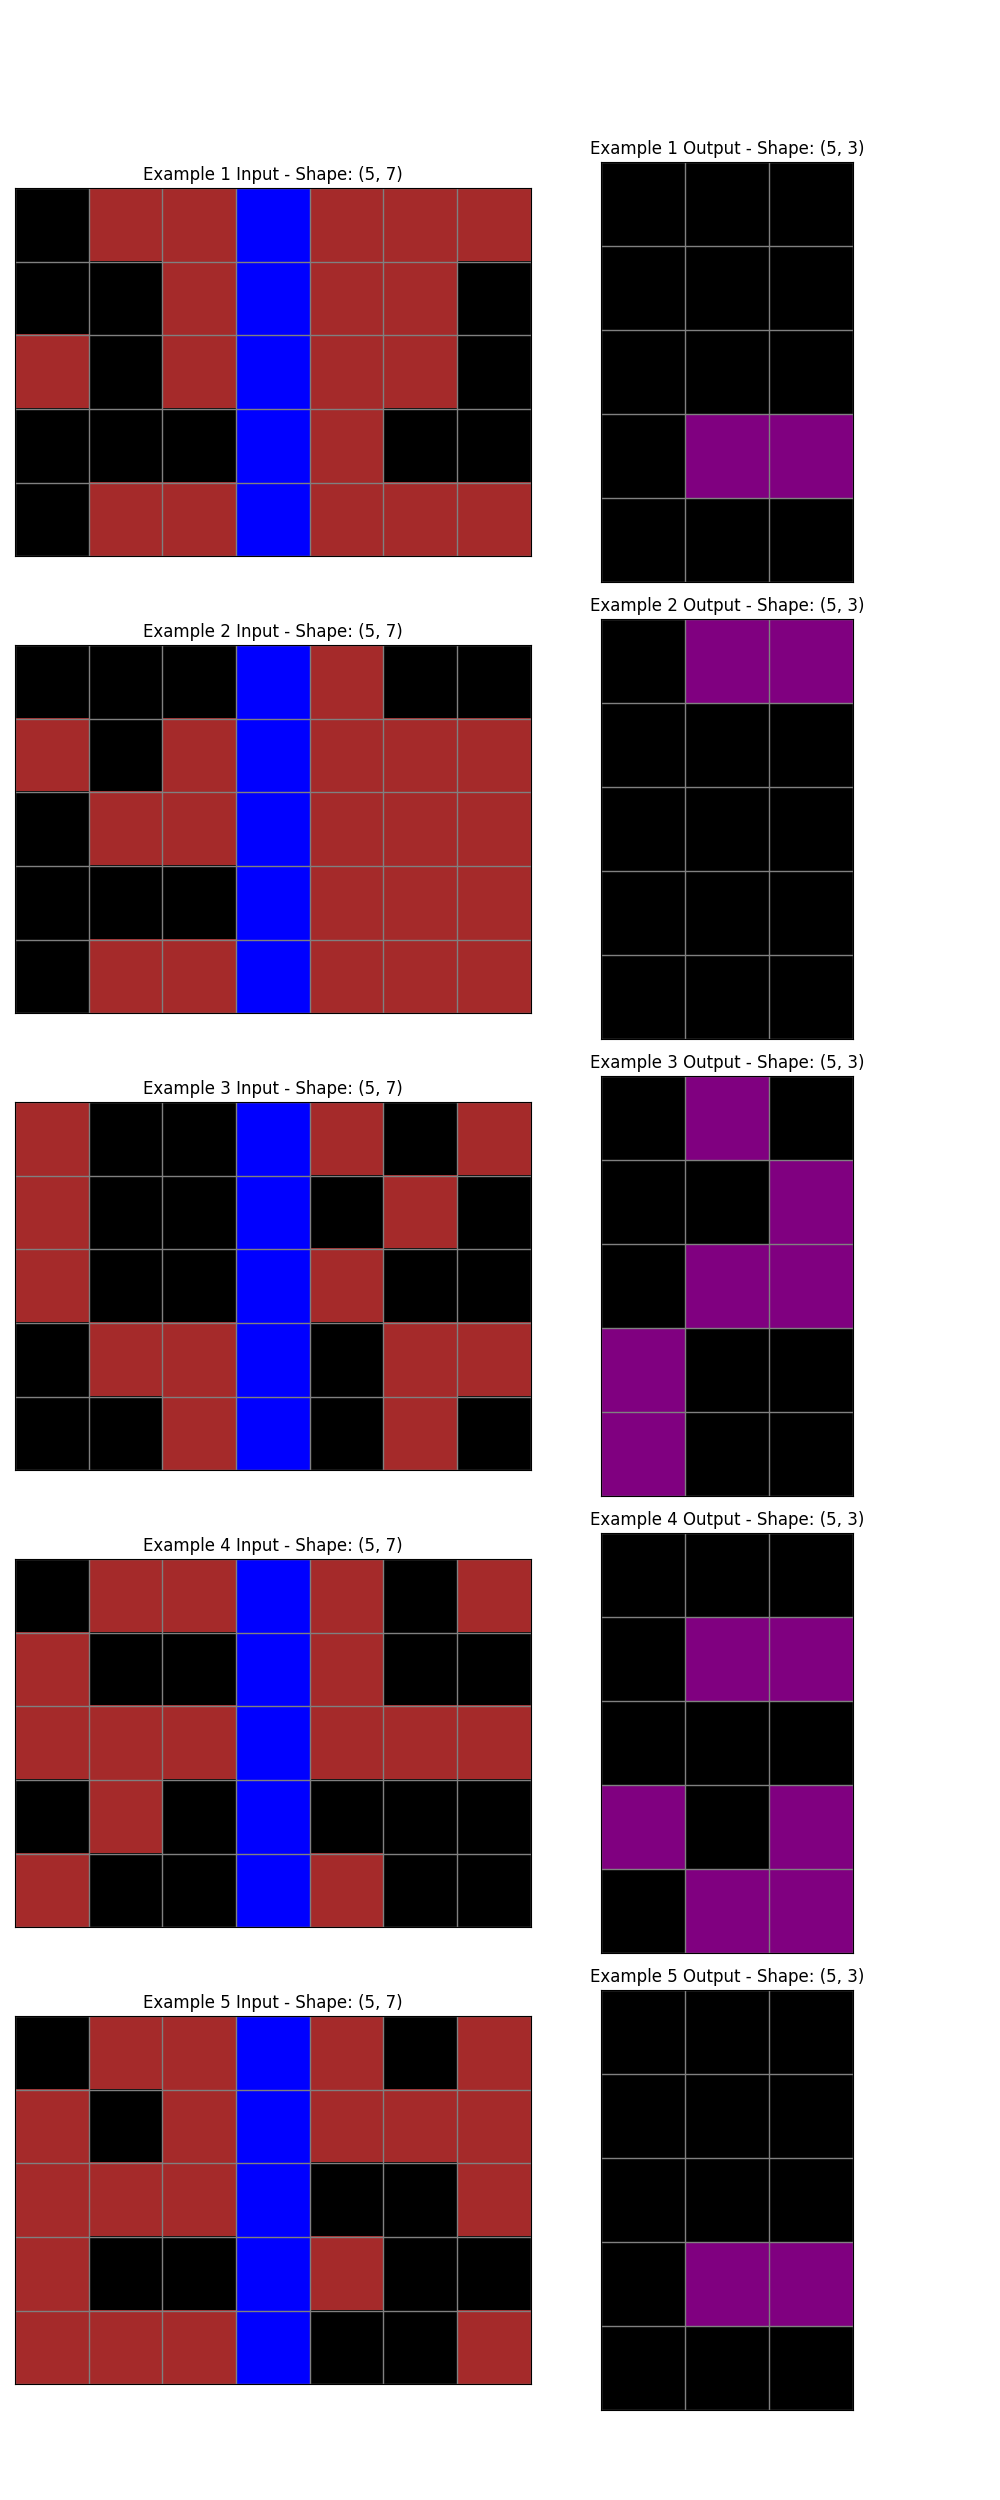 Example 1 Input - Shape: (5, 7)
Example 1 Output - Shape: (5, 3)
Example 2 Input - Shape: (5, 7)
Example 2 Output - Shape: (5, 3)
Example 3 Input - Shape: (5, 7)
Example 3 Output - Shape: (5, 3)
Example 4 Input - Shape: (5, 7)
Example 4 Output - Shape: (5, 3)
Example 5 Input - Shape: (5, 7)
Example 5 Output - Shape: (5, 3)